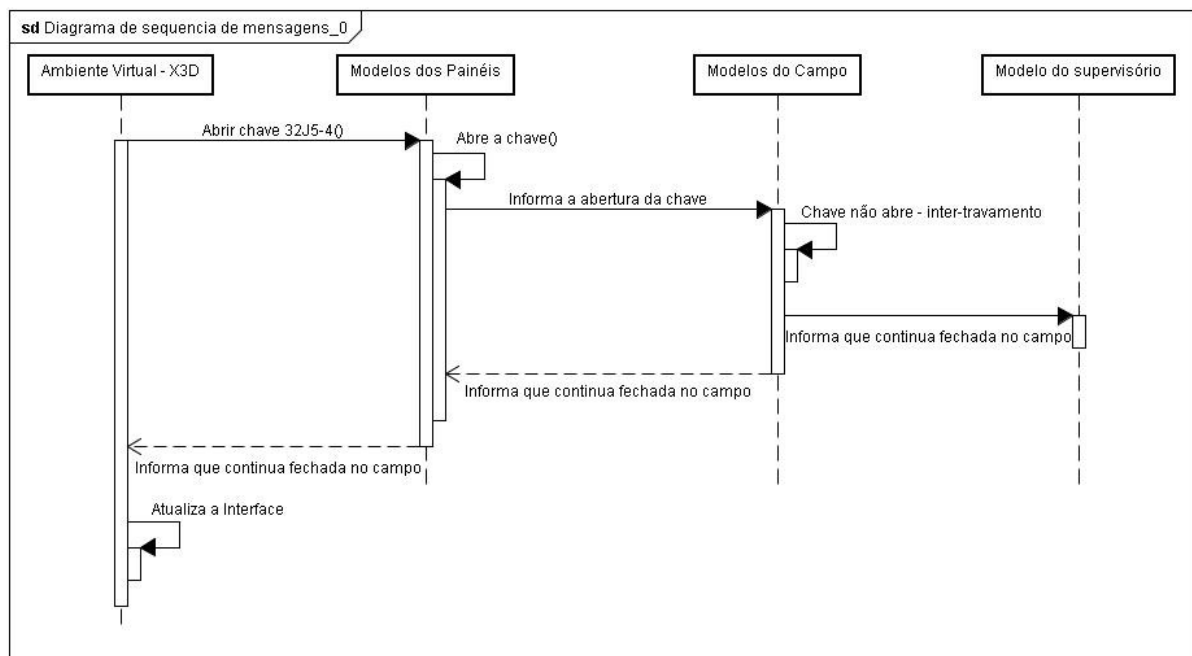 sd Diagrama de sequencia de mensagens_0
Ambiente Virtual - X3D
Modelos dos Painéis
Modelos do Campo
Modelo do supervisório
Abrir chave 32J5-4()
Abre a chave()
Informa a abertura da chave
Chave não abre - inter-travamento
Informa que continua fechada no campo
Informa que continua fechada no campo
Informa que continua fechada no campo
Atualiza a Interface